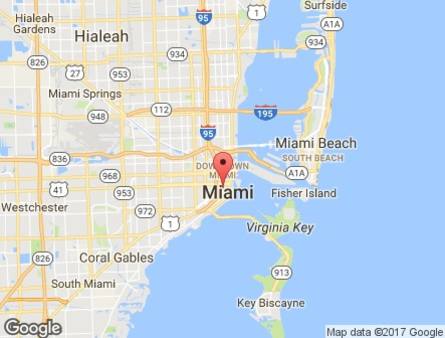 Surfside
Hialeah
Gardens
Hialeah
95
1
A1A
934
934
826
27
953
Miami Springs
948
112
195
95
Miami Beach
836
SOUTH BEACH
DOWNTOWN
MIAMI
968
A1A
41
953
Miami
Fisher Island
Westchester
972
1
Virginia Key
Coral Gables
913
South Miami
826
Key Biscayne
Google
Map data ©2017 Google